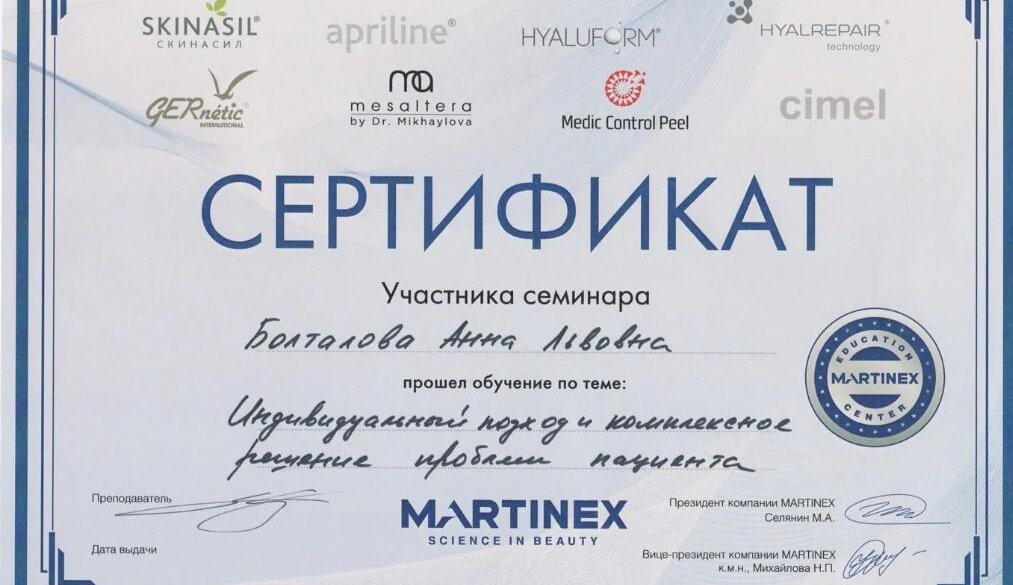 SKINASIL®
СКИНАСИЛ
apriline®
HYALUFORM®
HYALREPAIR®
technology
GERnétic®
INTERNATIONAL
ma
mesaltera
by Dr. Mikhaylova
Medic Control Peel
cimel
СЕРТИФИКАТ
Участника семинара
Болталова Анна Львовна
прошел обучение по теме:
Индивидуальный подход и комплексное
решение проблем пациента
EDUCATION
MARTINEX
CENTER
Преподаватель
MARTINEX
SCIENCE IN BEAUTY
Президент компании MARTINEX
Селянин М.А.
Дата выдачи
Вице-президент компании MARTINEX
к.м.н., Михайлова Н.П.